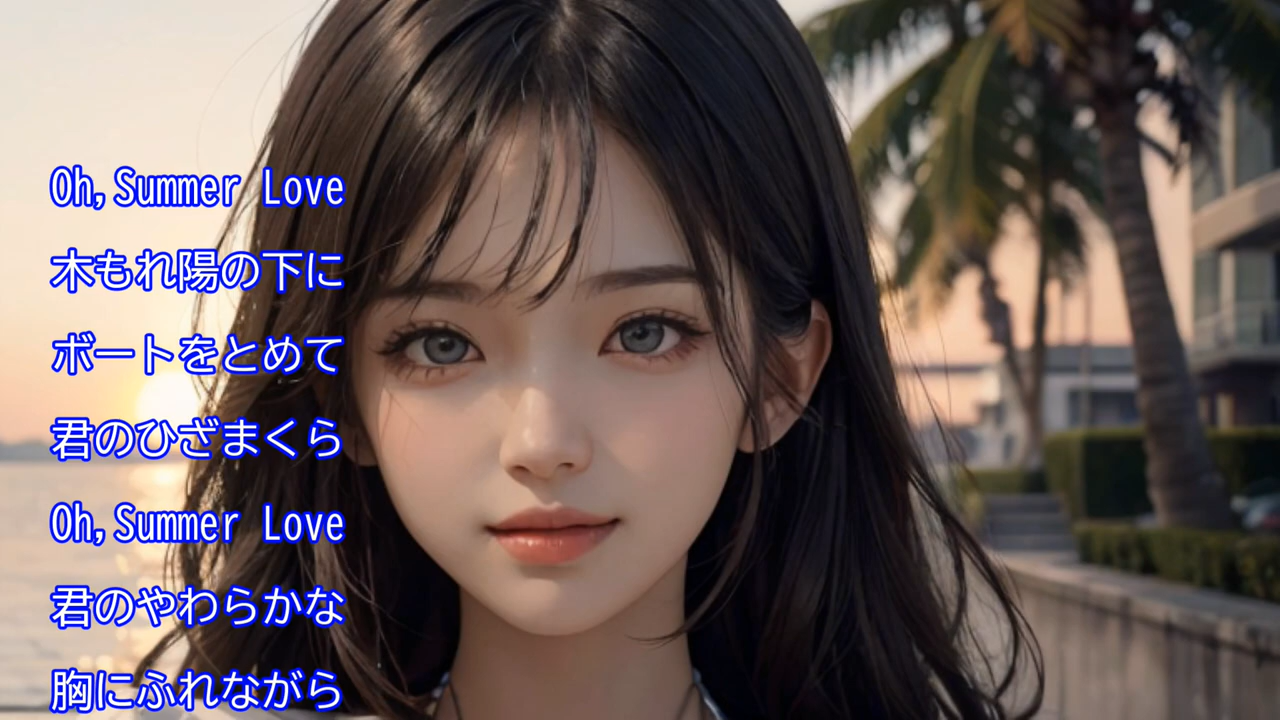 Oh,Summer Love
木もれ陽の下に
ボートをとめて
君のひざまくら
Oh,Summer Love
君のやわらかな
胸にふれながら